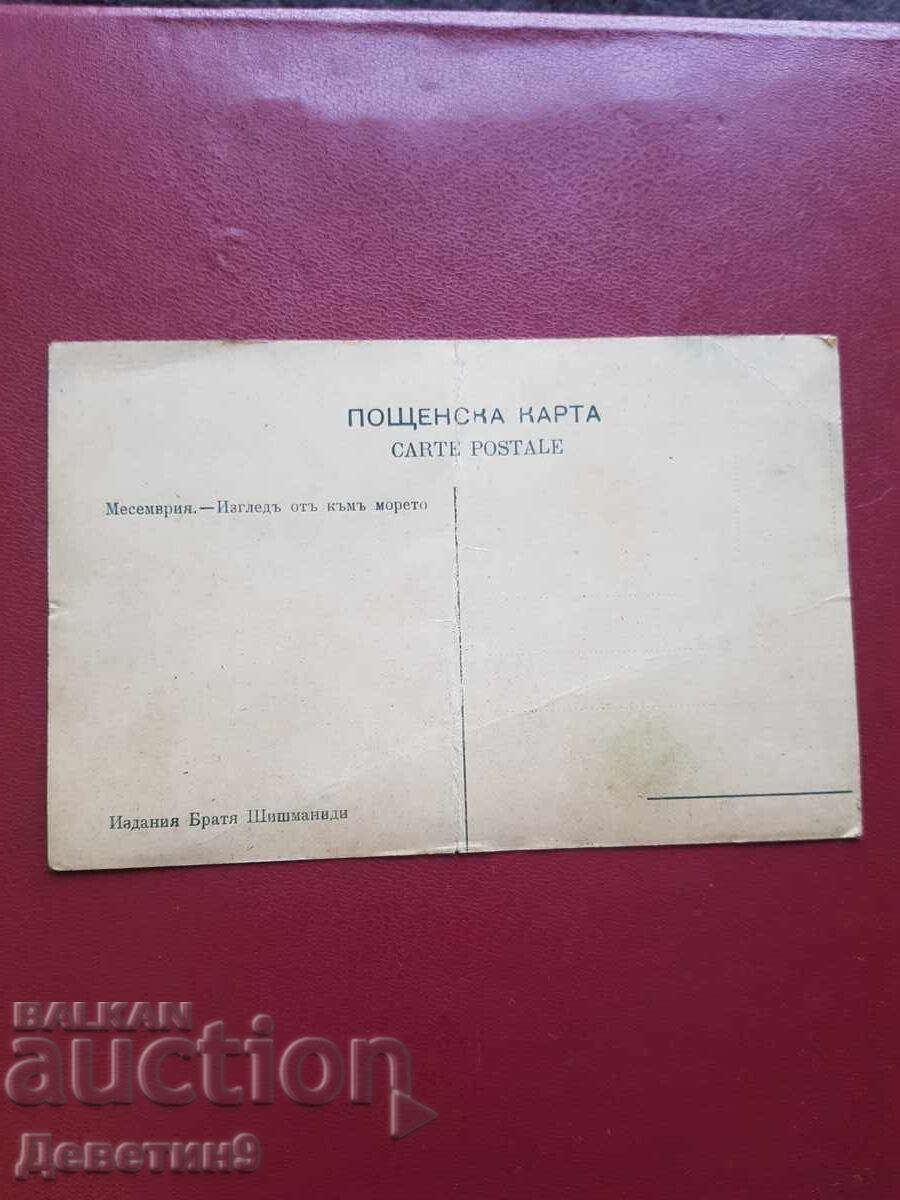 ПОЩЕНСКА КАРТА
CARTE POSTALE
Месемврия.—Изгледъ отъ къмъ морето
Издания Братя Шишманиди
BALKAN
auction
Деветин9